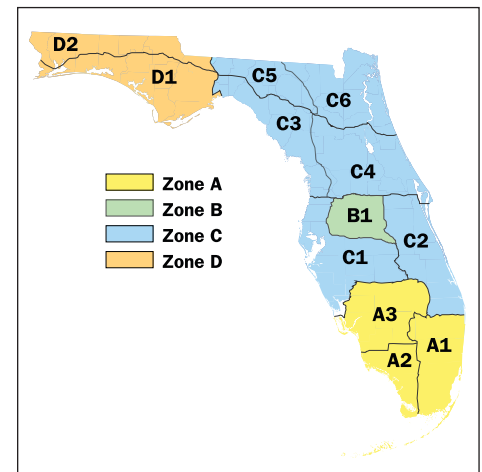 D2
D1
C5
C6
C3
C4
Zone A
Zone B
Zone C
Zone D
B1
C2
C1
A3
A1
A2